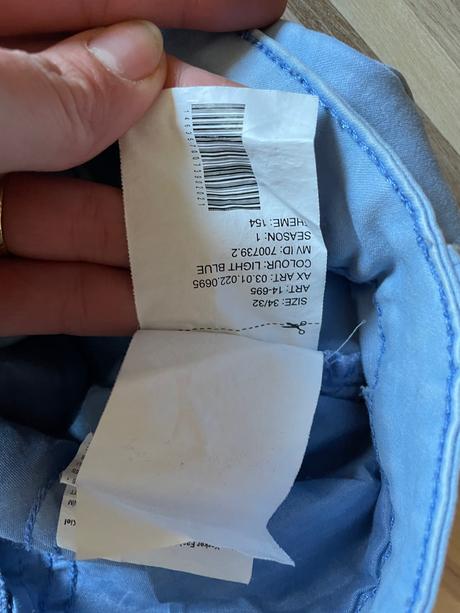 SIZE: 34/32
ART: 14-695
AX ART: 03.01.022.0695
COLOUR: LIGHT BLUE
MV ID: 700739.2
SEASON: 1
THEME: 154